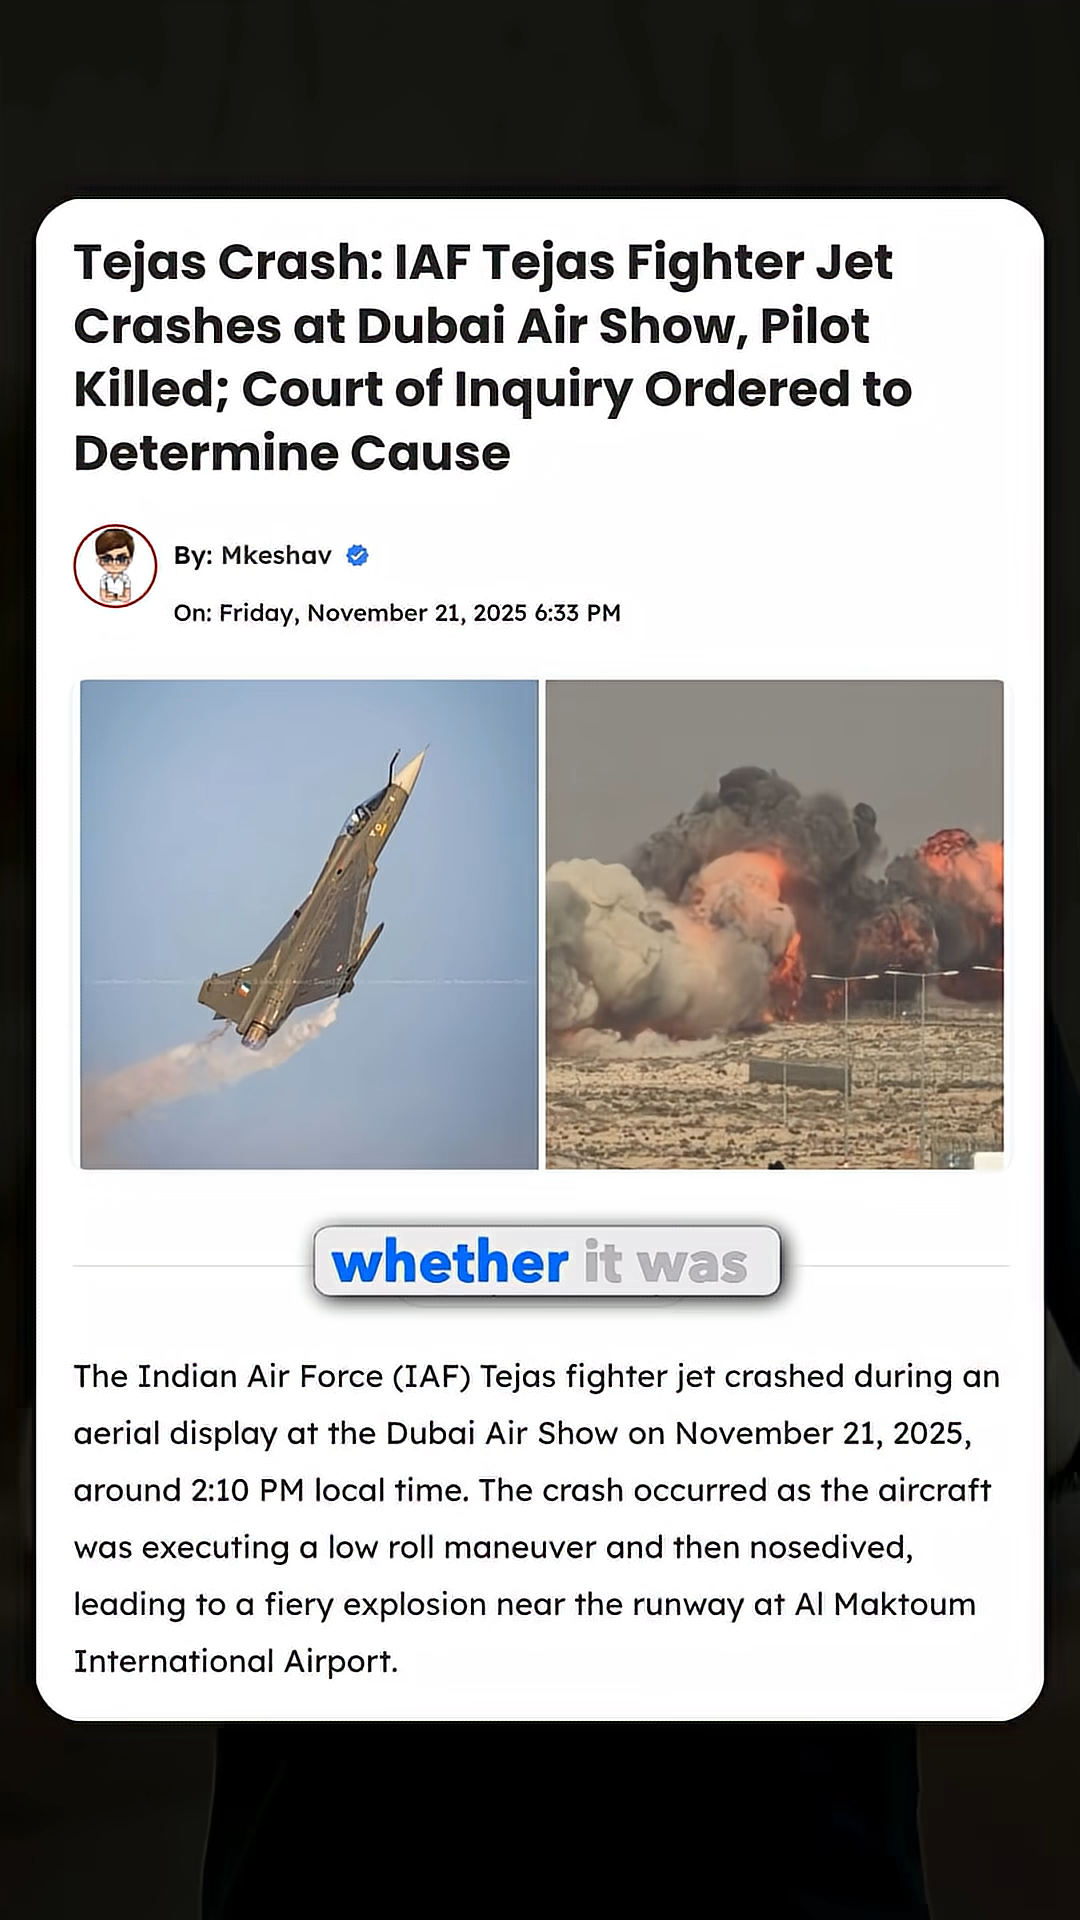 Tejas Crash: IAF Tejas Fighter Jet
Crashes at Dubai Air Show, Pilot
Killed; Court of Inquiry Ordered to
Determine Cause
By: Mkeshav
On: Friday, November 21, 2025 6:33 PM
whether it was
The Indian Air Force (IAF) Tejas fighter jet crashed during an
aerial display at the Dubai Air Show on November 21, 2025,
around 2:10 PM local time. The crash occurred as the aircraft
was executing a low roll maneuver and then nosedived,
leading to a fiery explosion near the runway at Al Maktoum
International Airport.